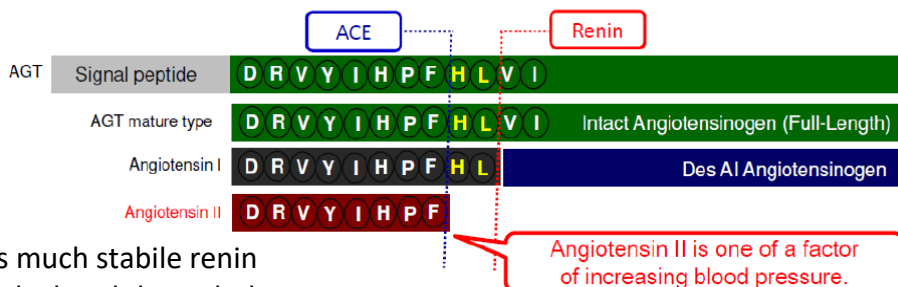 ACE
Renin
AGT Signal peptide D R V Y I H P F H L V I
AGT mature type D R V Y I H P F H L V I Intact Angiotensinogen (Full-Length)
Angiotensin I D R V Y I H P F H L Des AI Angiotensinogen
Angiotensin II D R V Y I H P F
s much stabile renin
Angiotensin II is one of a factor
of increasing blood pressure.